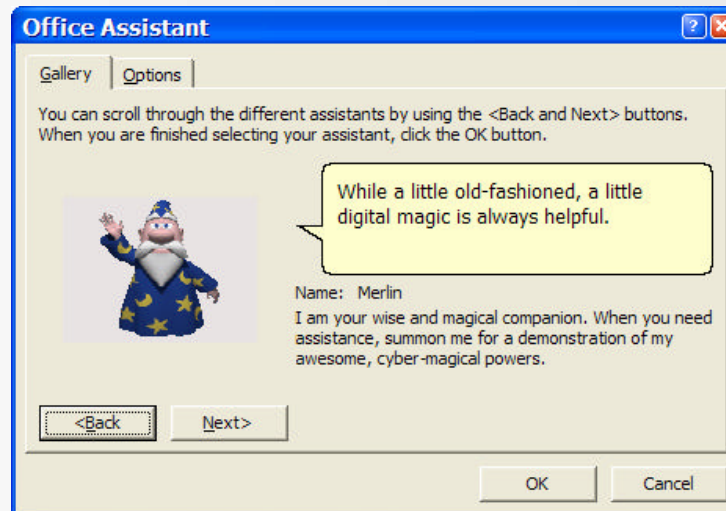 Office Assistant
Gallery Options
You can scroll through the different assistants by using the <Back and Next> buttons.
When you are finished selecting your assistant, click the OK button.
While a little old-fashioned, a little
digital magic is always helpful.
Name: Merlin
I am your wise and magical companion. When you need
assistance, summon me for a demonstration of my
awesome, cyber-magical powers.
<Back Next>
OK Cancel